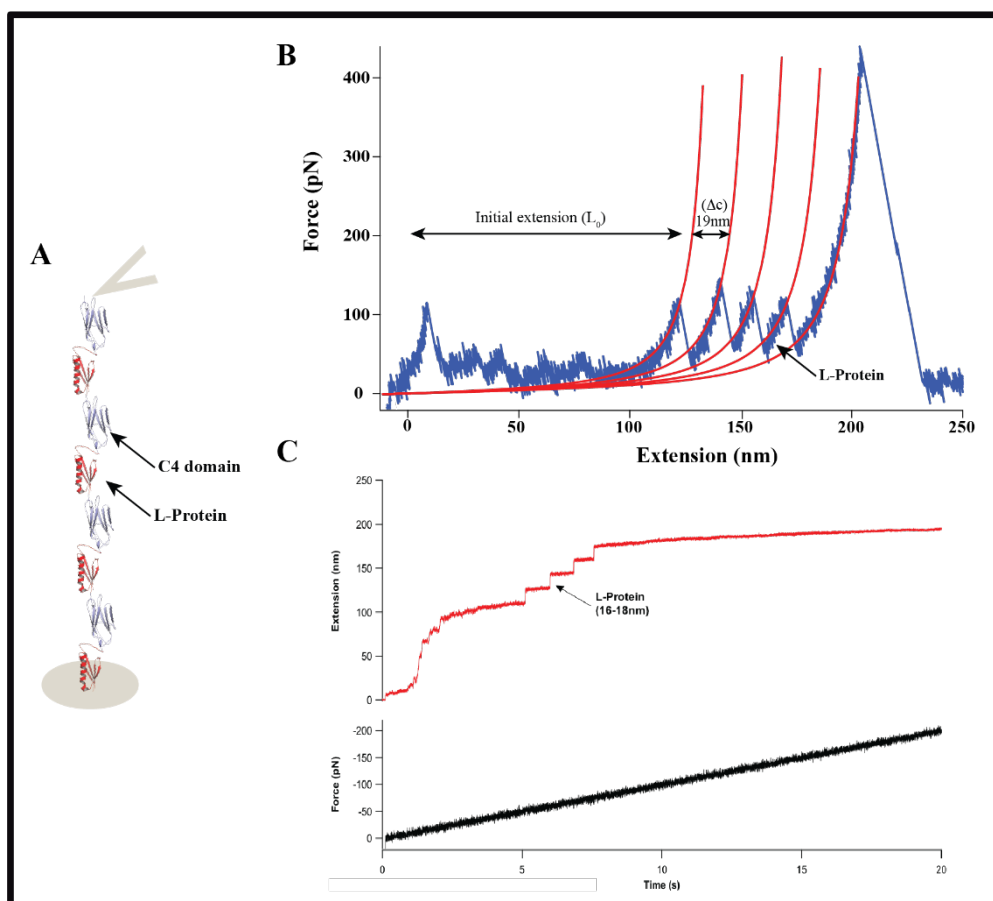 A
C4 domain
L-Protein
B
Force (pN)
400
300
200
100
0
Initial extension (L₀)
(Δc)
19nm
L-Protein
0
50
100
150
200
250
Extension (nm)
C
Extension (nm)
250
200
150
100
50
0
L-Protein
(16-18nm)
Force (pN)
-200
-150
-100
-50
0
0
5
10
15
20
Time (s)